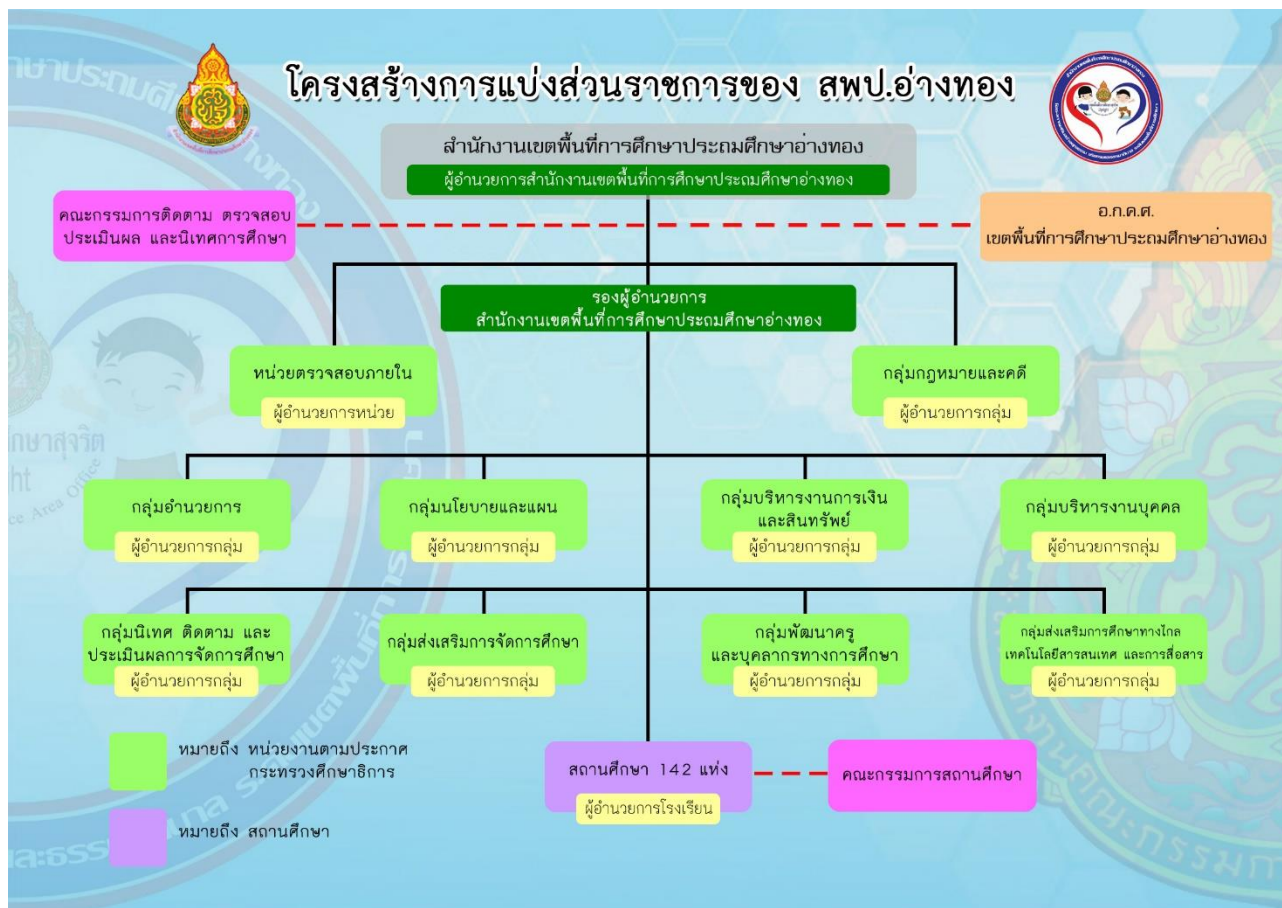 โครงสร้างการแบ่งส่วนราชการของ สพป.อ่างทอง
สำนักงานเขตพื้นที่การศึกษาประถมศึกษาอ่างทอง
ผู้อำนวยการสำนักงานเขตพื้นที่การศึกษาประถมศึกษาอ่างทอง
คณะกรรมการติดตาม ตรวจสอบ
ประเมินผล และนิเทศการศึกษา
อ.ก.ค.ศ.
เขตพื้นที่การศึกษาประถมศึกษาอ่างทอง
รองผู้อำนวยการ
สำนักงานเขตพื้นที่การศึกษาประถมศึกษาอ่างทอง
หน่วยตรวจสอบภายใน
ผู้อำนวยการหน่วย
กลุ่มกฎหมายและคดี
ผู้อำนวยการกลุ่ม
กลุ่มอำนวยการ
ผู้อำนวยการกลุ่ม
กลุ่มนโยบายและแผน
ผู้อำนวยการกลุ่ม
กลุ่มบริหารงานการเงิน
และสินทรัพย์
ผู้อำนวยการกลุ่ม
กลุ่มบริหารงานบุคคล
ผู้อำนวยการกลุ่ม
กลุ่มนิเทศ ติดตาม และ
ประเมินผลการจัดการศึกษา
ผู้อำนวยการกลุ่ม
กลุ่มส่งเสริมการจัดการศึกษา
ผู้อำนวยการกลุ่ม
กลุ่มพัฒนาครู
และบุคลากรทางการศึกษา
ผู้อำนวยการกลุ่ม
กลุ่มส่งเสริมการศึกษาทางไกล
เทคโนโลยีสารสนเทศ และการสื่อสาร
ผู้อำนวยการกลุ่ม
หมายถึง หน่วยงานตามประกาศ
กระทรวงศึกษาธิการ
หมายถึง สถานศึกษา
สถานศึกษา 142 แห่ง
ผู้อำนวยการโรงเรียน
คณะกรรมการสถานศึกษา